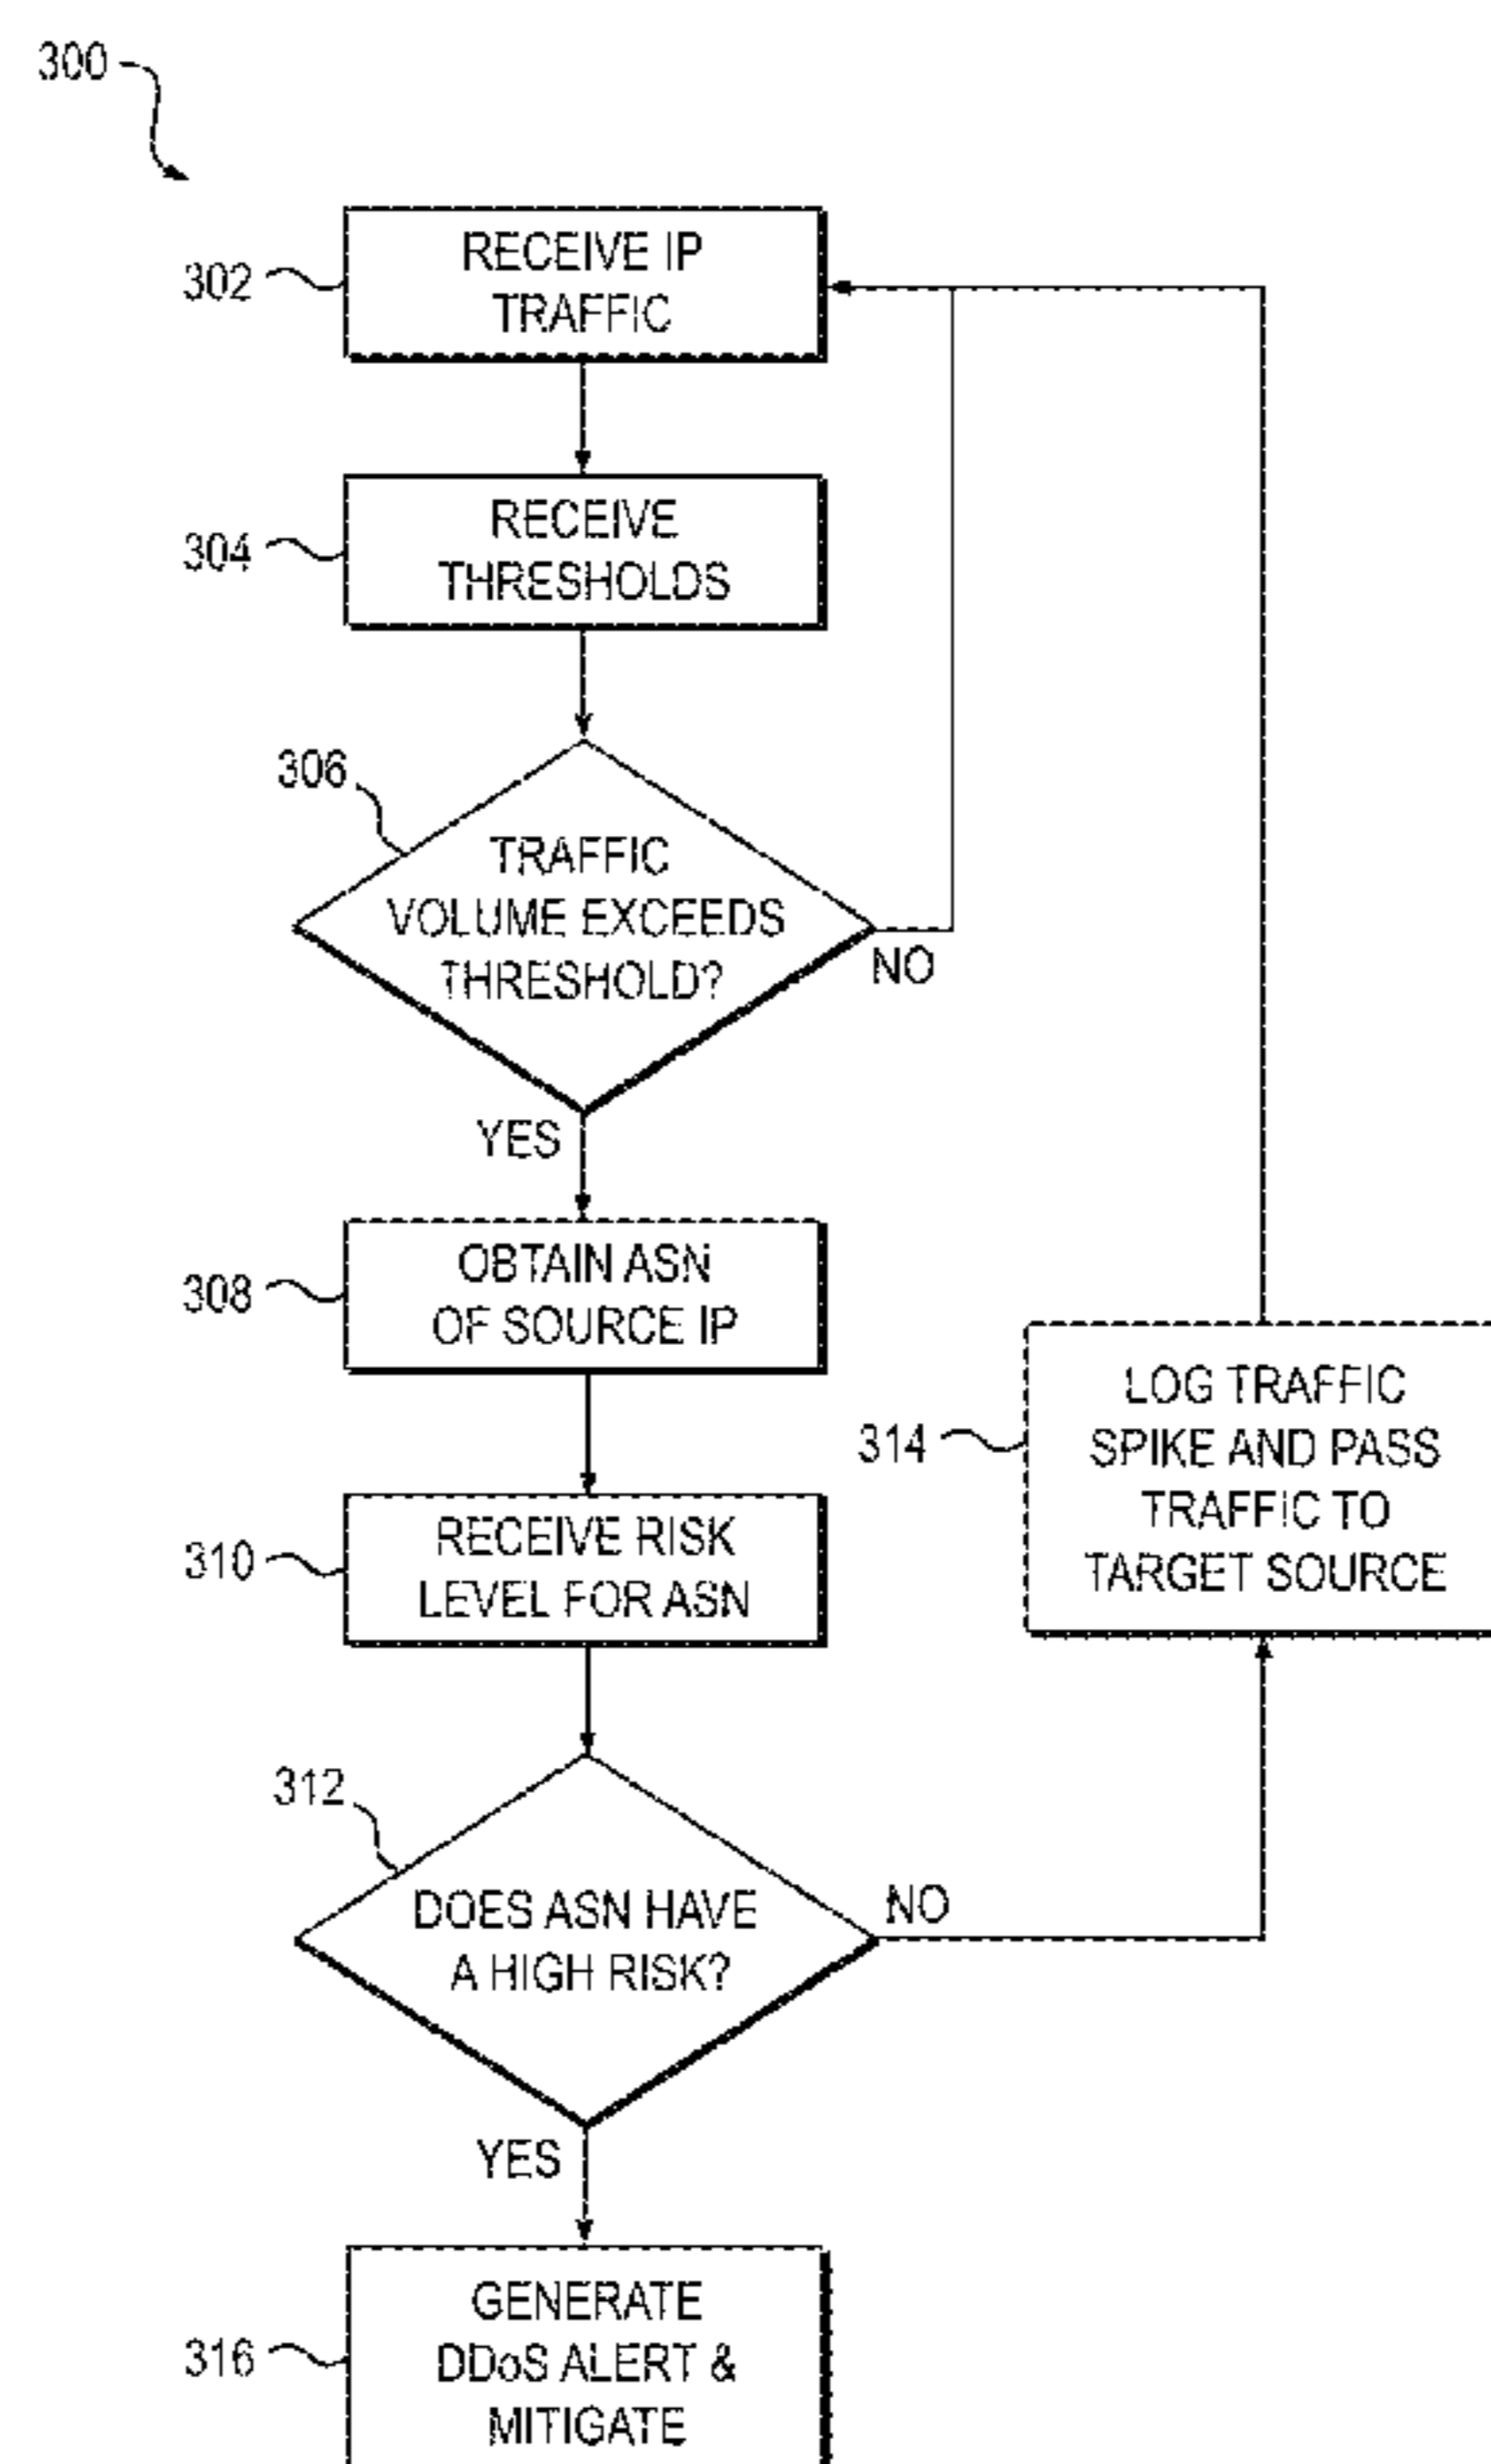 300
302
RECEIVE IP
TRAFFIC
304
RECEIVE
THRESHOLDS
306
TRAFFIC
VOLUME EXCEEDS
THRESHOLD?
NO
YES
308
OBTAIN ASN
OF SOURCE IP
310
RECEIVE RISK
LEVEL FOR ASN
314
LOG TRAFFIC
SPIKE AND PASS
TRAFFIC TO
TARGET SOURCE
312
DOES ASN HAVE
A HIGH RISK?
NO
YES
316
GENERATE
DDoS ALERT &
MITIGATE